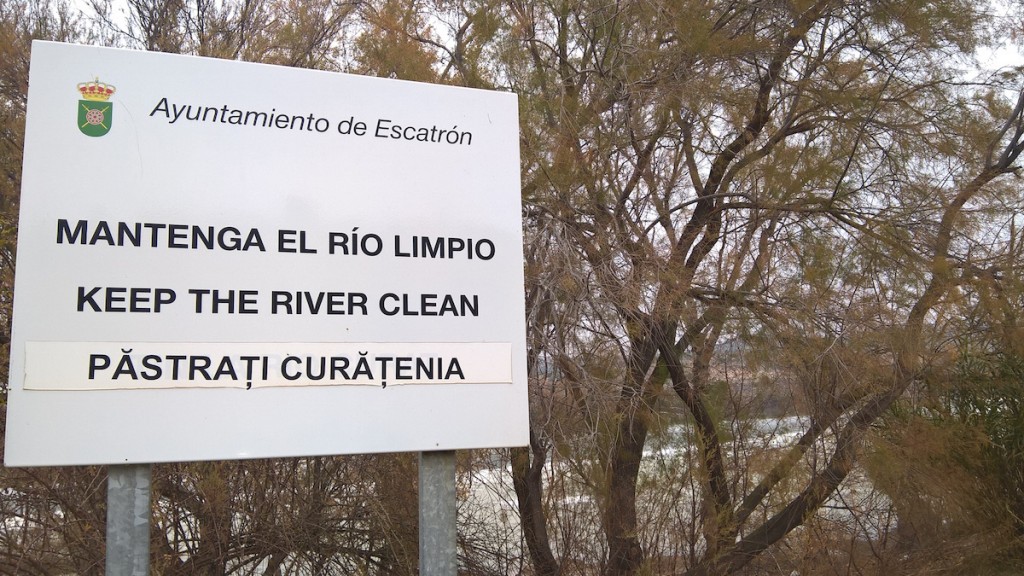 Ayuntamiento de Escatrón
MANTENGA EL RÍO LIMPIO
KEEP THE RIVER CLEAN
PĂSTRAȚI CURĂȚENIA